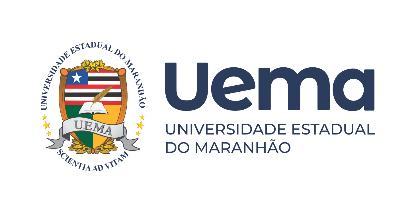 UNIVERSIDADE ESTADUAL DO MARANHÃO
UEMA
SCIENTIA AD VITAM
Uema
UNIVERSIDADE ESTADUAL
DO MARANHÃO